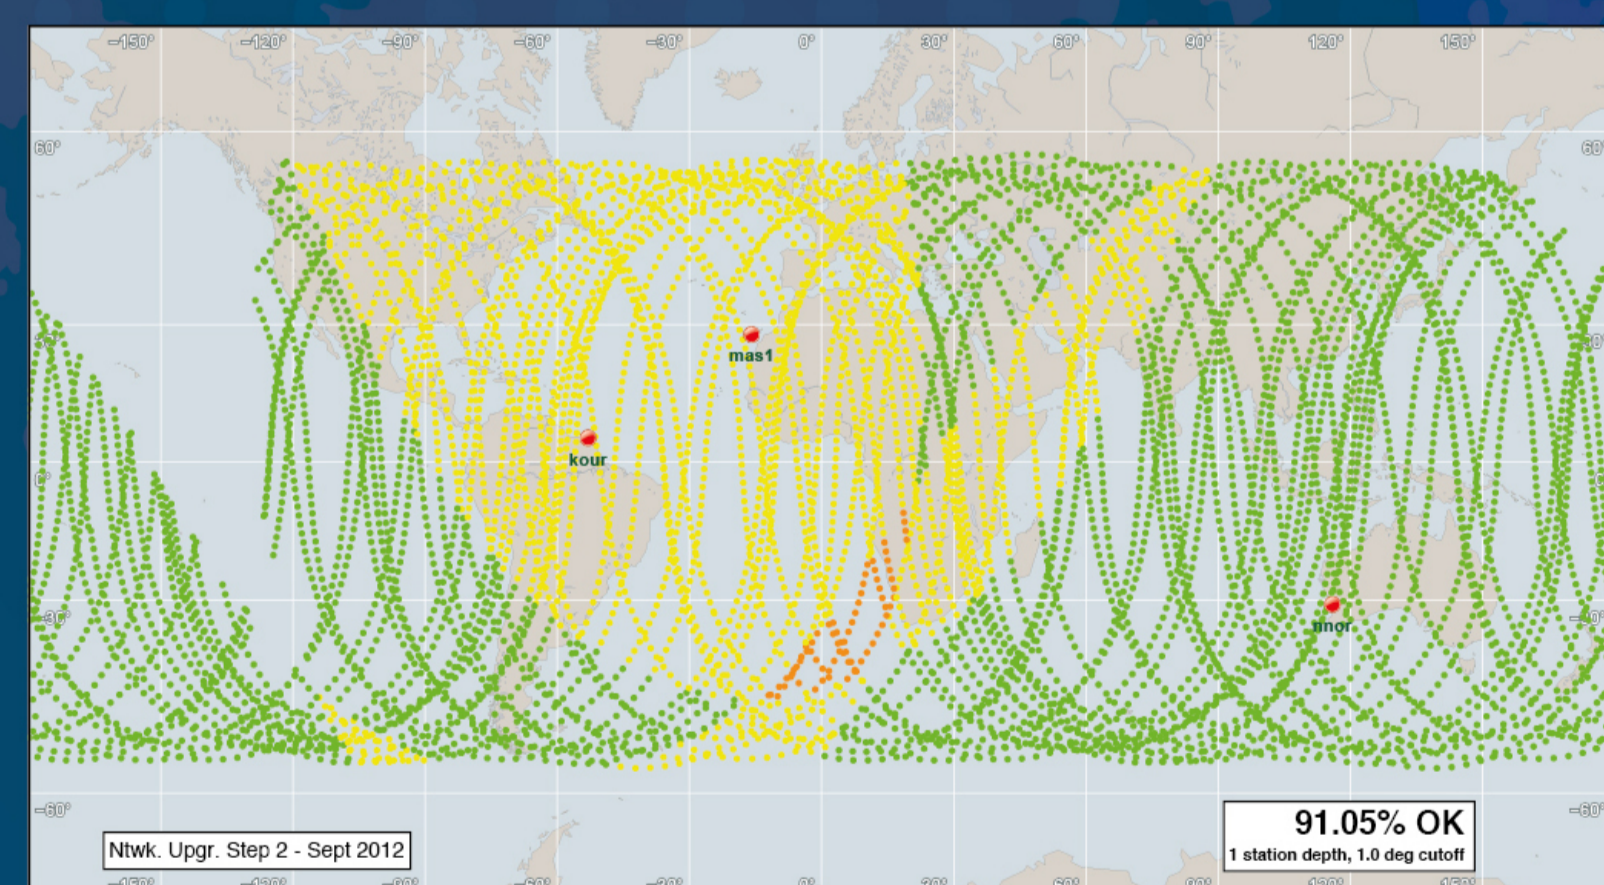 -150° -120° -90° -60° -30° 0° 30° 60° 90° 120° 150°
60° 60°
mas1
kour
0°
-30°
nnor
-60° -60°
Ntwk. Upgr. Step 2 - Sept 2012
91.05% OK
1 station depth, 1.0 deg cutoff